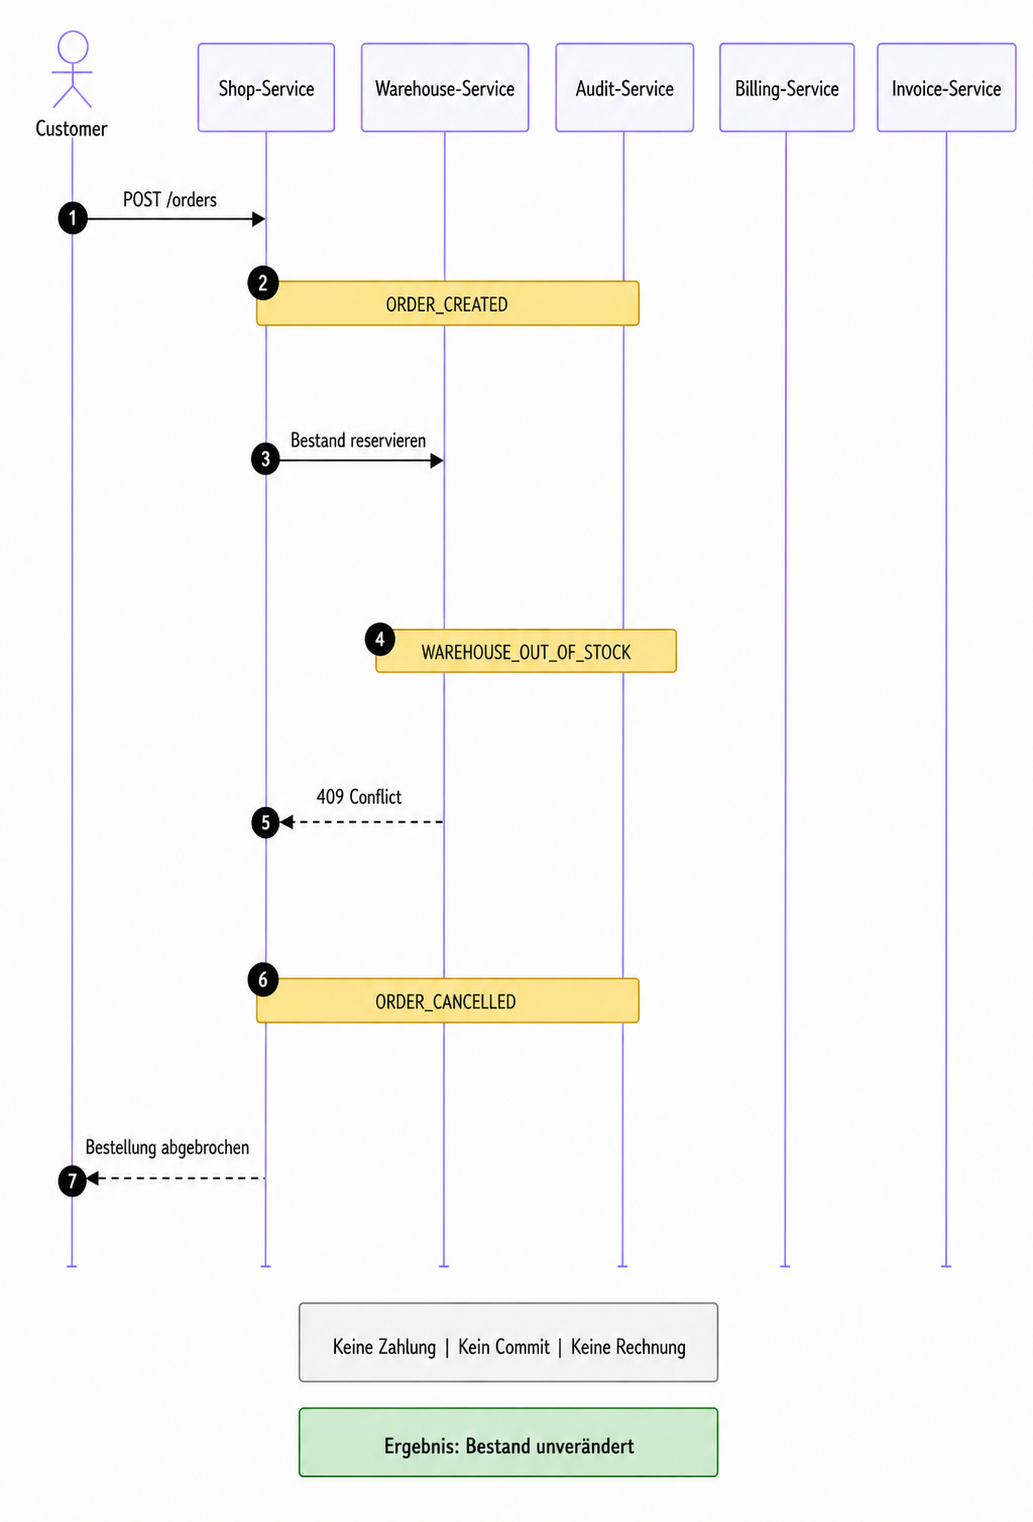 Customer
Shop-Service
Warehouse-Service
Audit-Service
Billing-Service
Invoice-Service
1
POST /orders
2
ORDER_CREATED
3
Bestand reservieren
4
WAREHOUSE_OUT_OF_STOCK
409 Conflict
5
6
ORDER_CANCELLED
Bestellung abgebrochen
7
Keine Zahlung | Kein Commit | Keine Rechnung
Ergebnis: Bestand unverändert